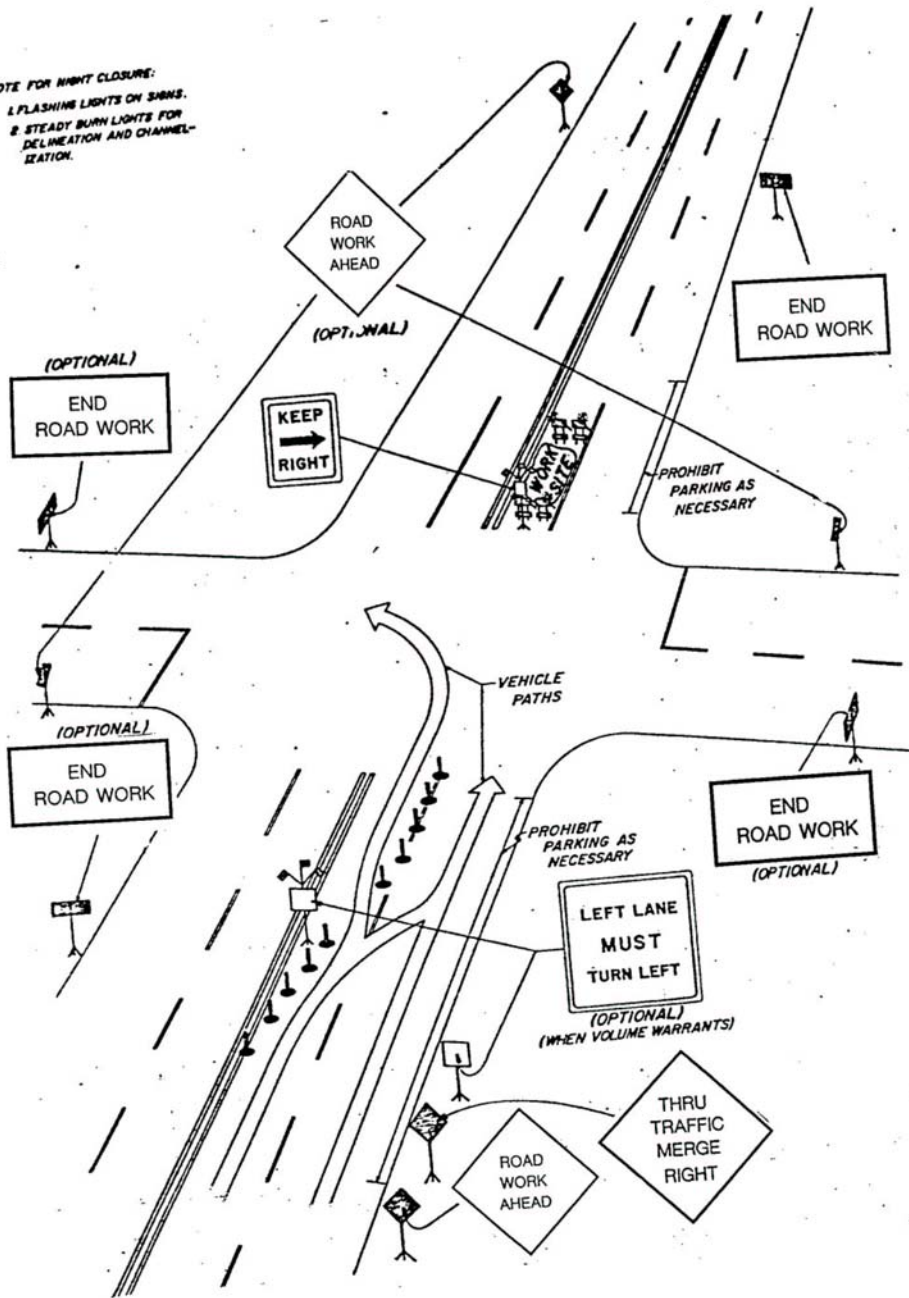 OTE FOR NIGHT CLOSURE:
1. FLASHING LIGHTS ON SIGNS.
2. STEADY BURN LIGHTS FOR
DELINEATION AND CHANNEL-
IZATION.
ROAD
WORK
AHEAD
(OPTIONAL)
END
ROAD WORK
(OPTIONAL)
END
ROAD WORK
KEEP
RIGHT
WORK
SITE
PROHIBIT
PARKING AS
NECESSARY
VEHICLE
PATHS
(OPTIONAL)
END
ROAD WORK
END
ROAD WORK
(OPTIONAL)
PROHIBIT
PARKING AS
NECESSARY
LEFT LANE
MUST
TURN LEFT
(OPTIONAL)
(WHEN VOLUME WARRANTS)
THRU
TRAFFIC
MERGE
RIGHT
ROAD
WORK
AHEAD